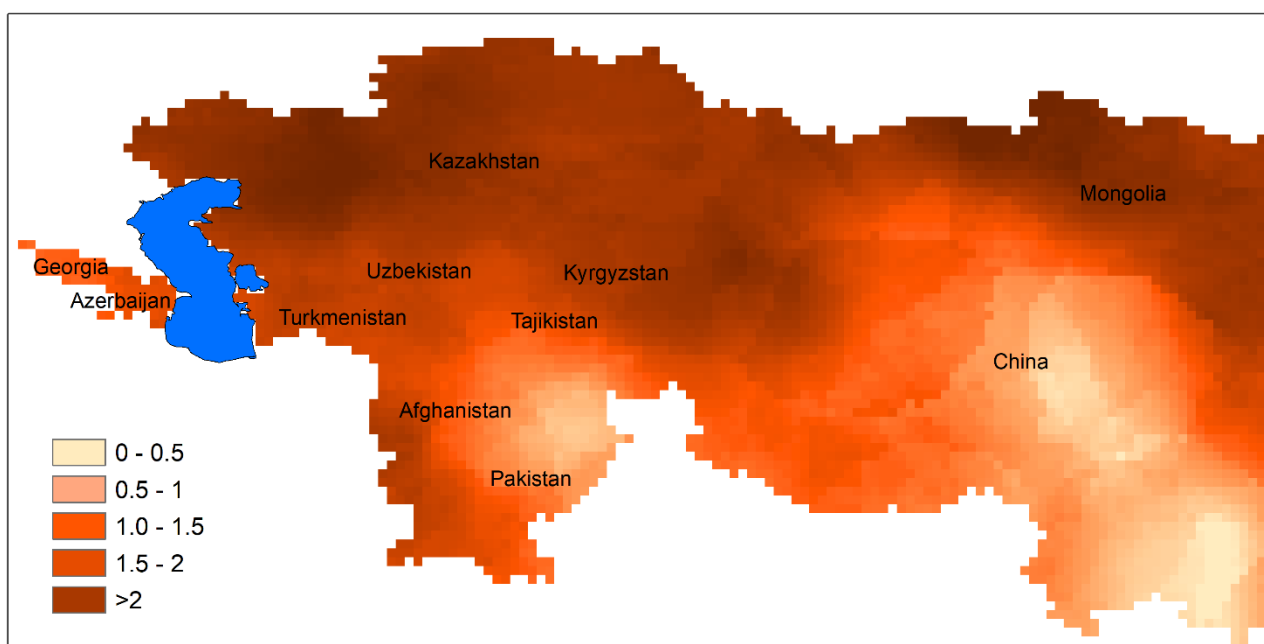 Kazakhstan
Mongolia
Georgia
Uzbekistan
Kyrgyzstan
Azerbaijan
Turkmenistan
Tajikistan
China
Afghanistan
Pakistan
0 - 0.5
0.5 - 1
1.0 - 1.5
1.5 - 2
>2